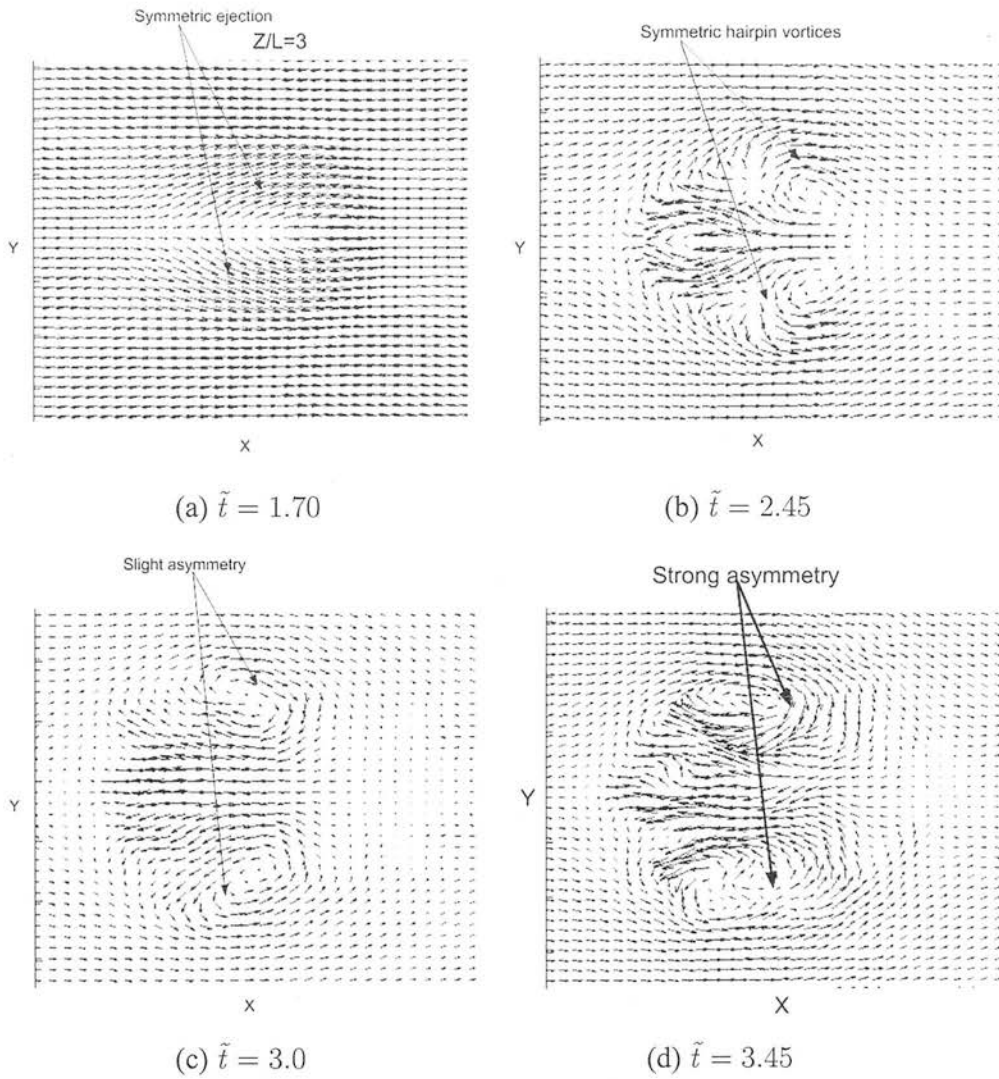 Symmetric ejection
Z/L=3
Symmetric hairpin vortices
Y
Y
X
X
(a) t̃ = 1.70
(b) t̃ = 2.45
Slight asymmetry
Strong asymmetry
Y
Y
X
X
(c) t̃ = 3.0
(d) t̃ = 3.45